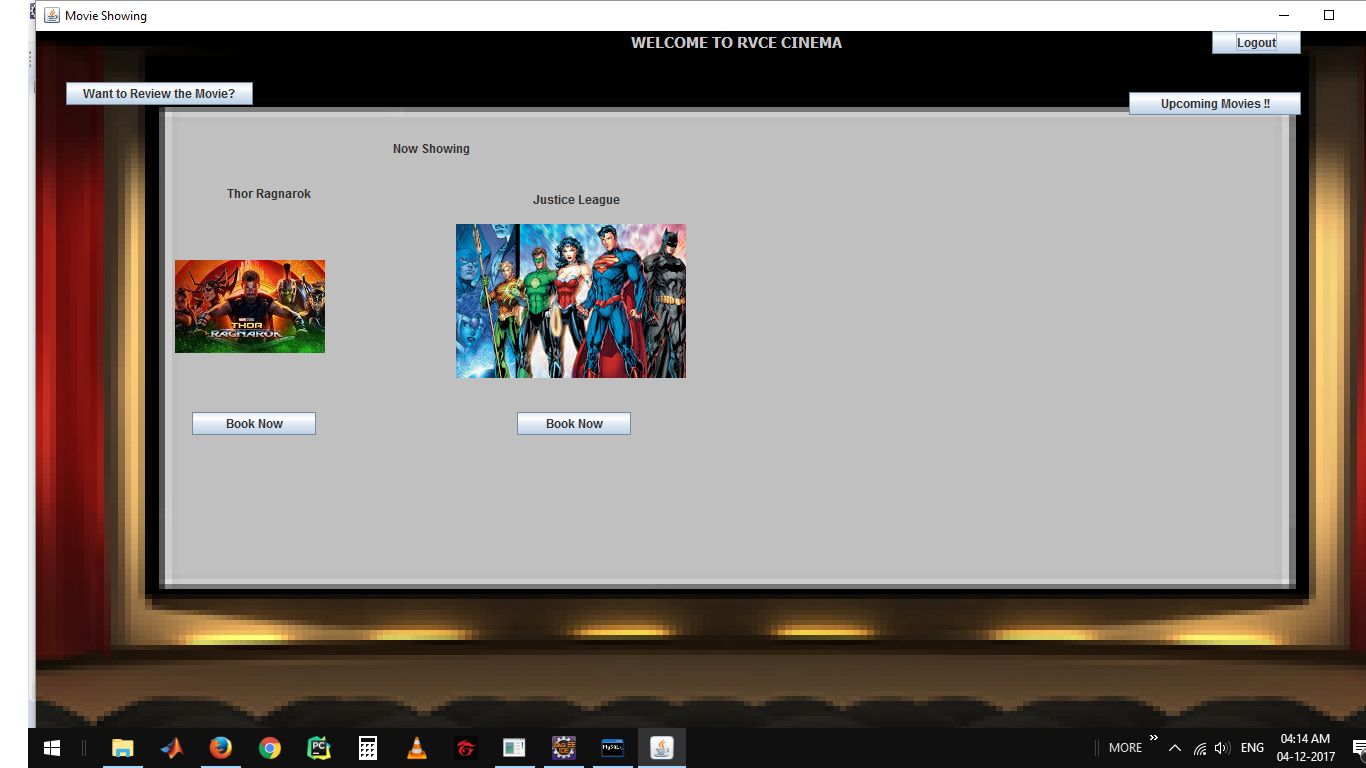 Movie Showing
WELCOME TO RVCE CINEMA
Logout
Want to Review the Movie?
Upcoming Movies !!
Now Showing
Thor Ragnarok
Justice League
THOR
RAGNAROK
Book Now
Book Now
PC
MySQL
MORE
ENG
04:14 AM
04-12-2017